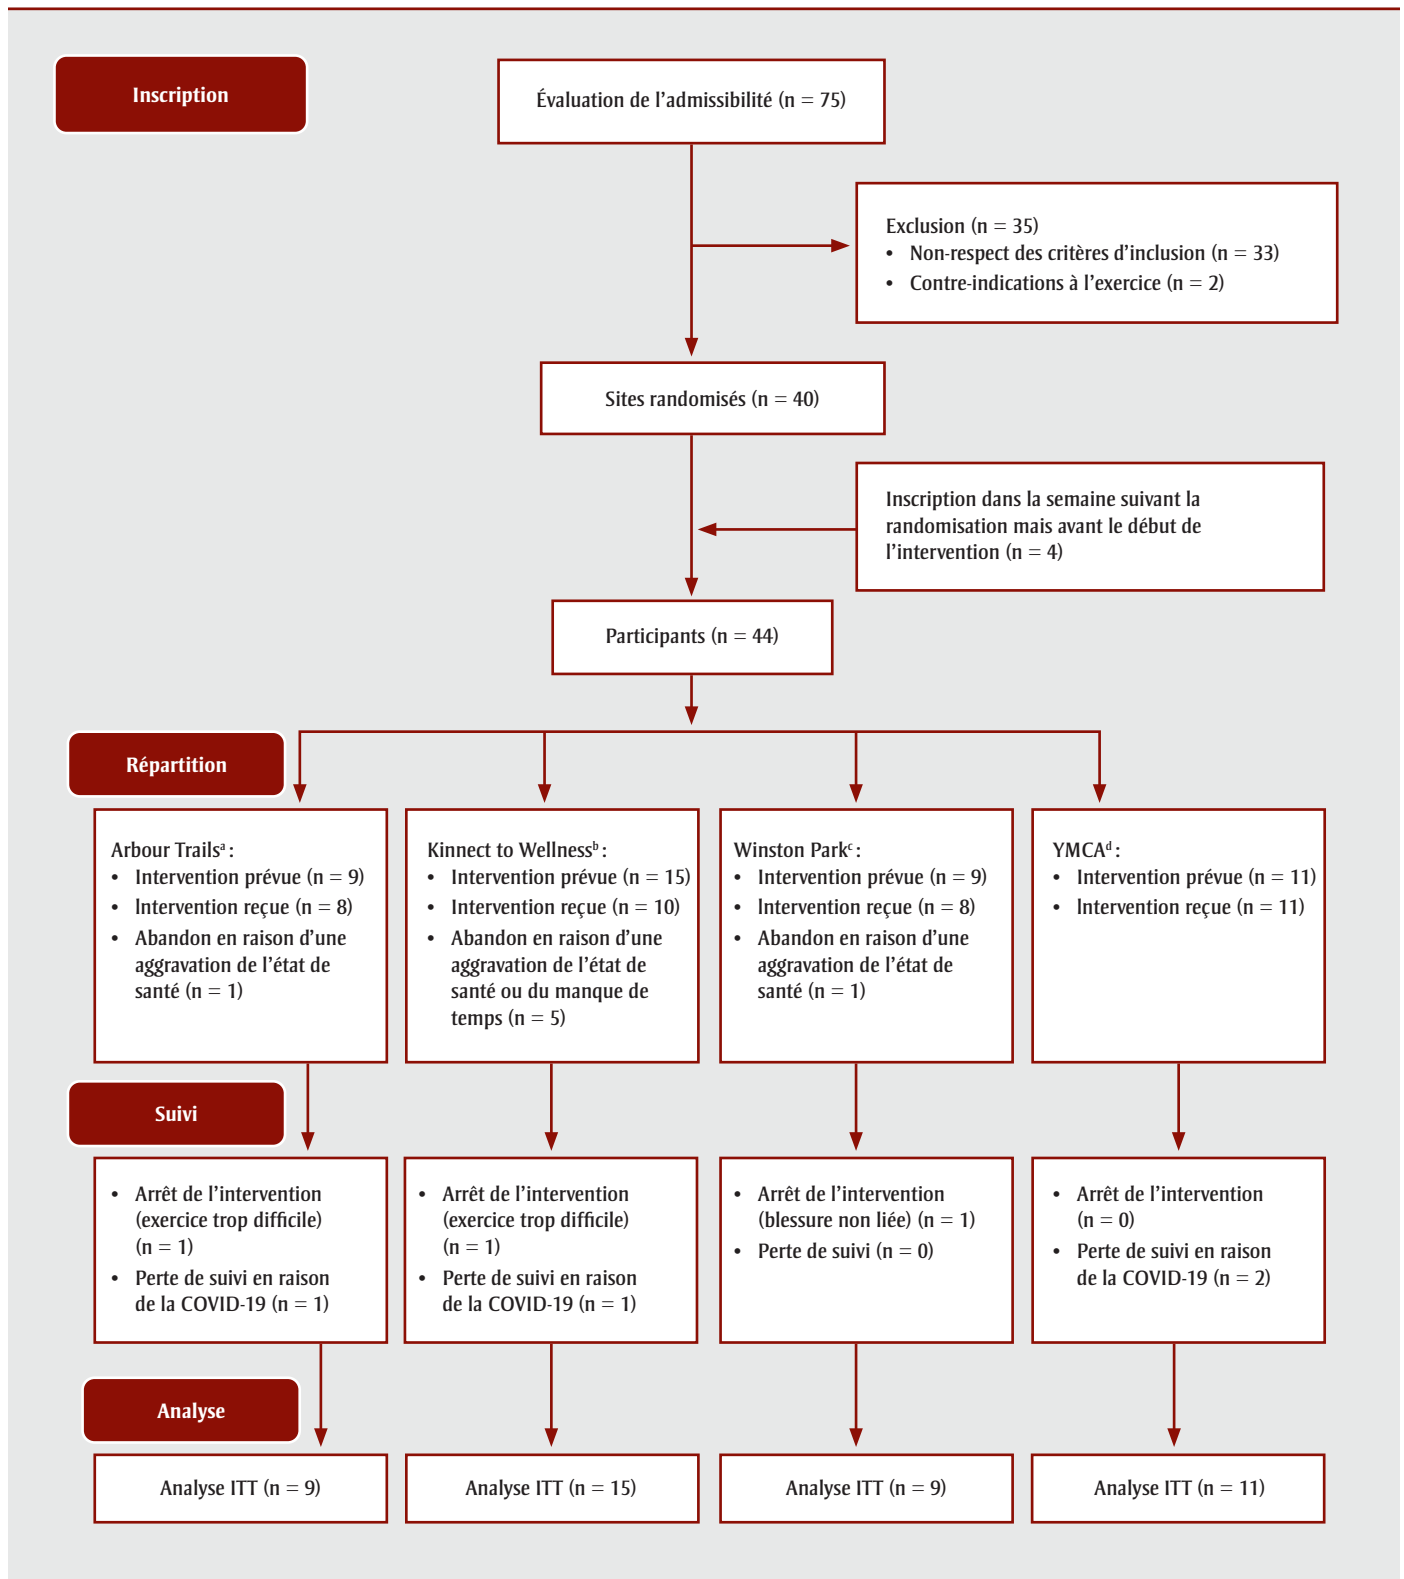 Inscription
Évaluation de l’admissibilité (n = 75)
Exclusion (n = 35)
• Non-respect des critères d’inclusion (n = 33)
• Contre-indications à l’exercice (n = 2)
Sites randomisés (n = 40)
Inscription dans la semaine suivant la
randomisation mais avant le début de
l’intervention (n = 4)
Participants (n = 44)
Répartition
Arbour Trailsᵃ :
• Intervention prévue (n = 9)
• Intervention reçue (n = 8)
• Abandon en raison d’une
aggravation de l’état de
santé (n = 1)
Kinnect to Wellnessᵇ :
• Intervention prévue (n = 15)
• Intervention reçue (n = 10)
• Abandon en raison d’une
aggravation de l’état de
santé ou du manque de
temps (n = 5)
Winston Parkᶜ :
• Intervention prévue (n = 9)
• Intervention reçue (n = 8)
• Abandon en raison d’une
aggravation de l’état de
santé (n = 1)
YMCAᵈ :
• Intervention prévue (n = 11)
• Intervention reçue (n = 11)
Suivi
• Arrêt de l’intervention
(exercice trop difficile)
(n = 1)
• Perte de suivi en raison
de la COVID-19 (n = 1)
• Arrêt de l’intervention
(exercice trop difficile)
(n = 1)
• Perte de suivi en raison
de la COVID-19 (n = 1)
• Arrêt de l’intervention
(blessure non liée) (n = 1)
• Perte de suivi (n = 0)
• Arrêt de l’intervention
(n = 0)
• Perte de suivi en raison
de la COVID-19 (n = 2)
Analyse
Analyse ITT (n = 9)
Analyse ITT (n = 15)
Analyse ITT (n = 9)
Analyse ITT (n = 11)